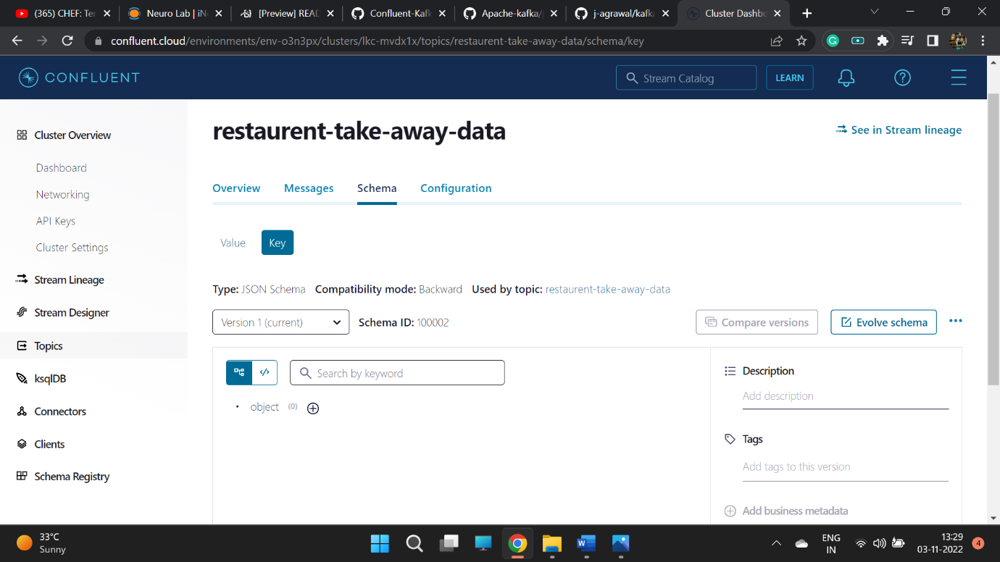 (365) CHEF: Ter
Neuro Lab | iNe
[Preview] READ
Confluent-Kafk
Apache-kafka/
j-agrawal/kafka
Cluster Dashbo
confluent.cloud/environments/env-o3n3px/clusters/lkc-mvdx1x/topics/restaurent-take-away-data/schema/key
CONFLUENT
Stream Catalog
LEARN
Cluster Overview
Dashboard
Networking
API Keys
Cluster Settings
Stream Lineage
Stream Designer
Topics
ksqlDB
Connectors
Clients
Schema Registry
restaurent-take-away-data
See in Stream lineage
Overview Messages Schema Configuration
Value Key
Type: JSON Schema Compatibility mode: Backward Used by topic: restaurent-take-away-data
Version 1 (current) Schema ID: 100002
Compare versions
Evolve schema
Search by keyword
object (0)
Description
Add description
Tags
Add tags to this version
Add business metadata
33°C
Sunny
ENG
IN
13:29
03-11-2022
4